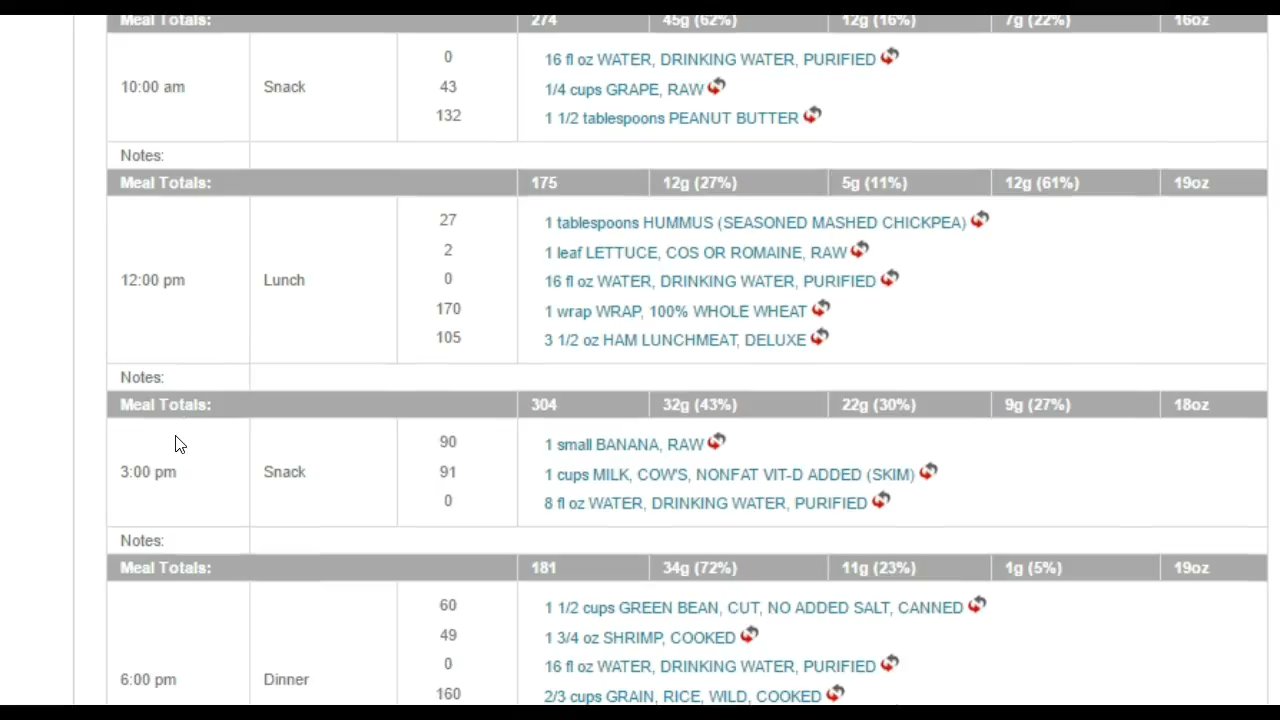 Meal Totals: 274 45g (62%) 12g (16%) 7g (22%) 16oz
0 16 fl oz WATER, DRINKING WATER, PURIFIED
10:00 am Snack 43 1/4 cups GRAPE, RAW
132 1 1/2 tablespoons PEANUT BUTTER
Notes:
Meal Totals: 175 12g (27%) 5g (11%) 12g (61%) 19oz
27 1 tablespoons HUMMUS (SEASONED MASHED CHICKPEA)
2 1 leaf LETTUCE, COS OR ROMAINE, RAW
12:00 pm Lunch 0 16 fl oz WATER, DRINKING WATER, PURIFIED
170 1 wrap WRAP, 100% WHOLE WHEAT
105 3 1/2 oz HAM LUNCHMEAT, DELUXE
Notes:
Meal Totals: 304 32g (43%) 22g (30%) 9g (27%) 18oz
90 1 small BANANA, RAW
3:00 pm Snack 91 1 cups MILK, COW'S, NONFAT VIT-D ADDED (SKIM)
0 8 fl oz WATER, DRINKING WATER, PURIFIED
Notes:
Meal Totals: 181 34g (72%) 11g (23%) 1g (5%) 19oz
60 1 1/2 cups GREEN BEAN, CUT, NO ADDED SALT, CANNED
49 1 3/4 oz SHRIMP, COOKED
0 16 fl oz WATER, DRINKING WATER, PURIFIED
6:00 pm Dinner 160 2/3 cups GRAIN, RICE, WILD, COOKED